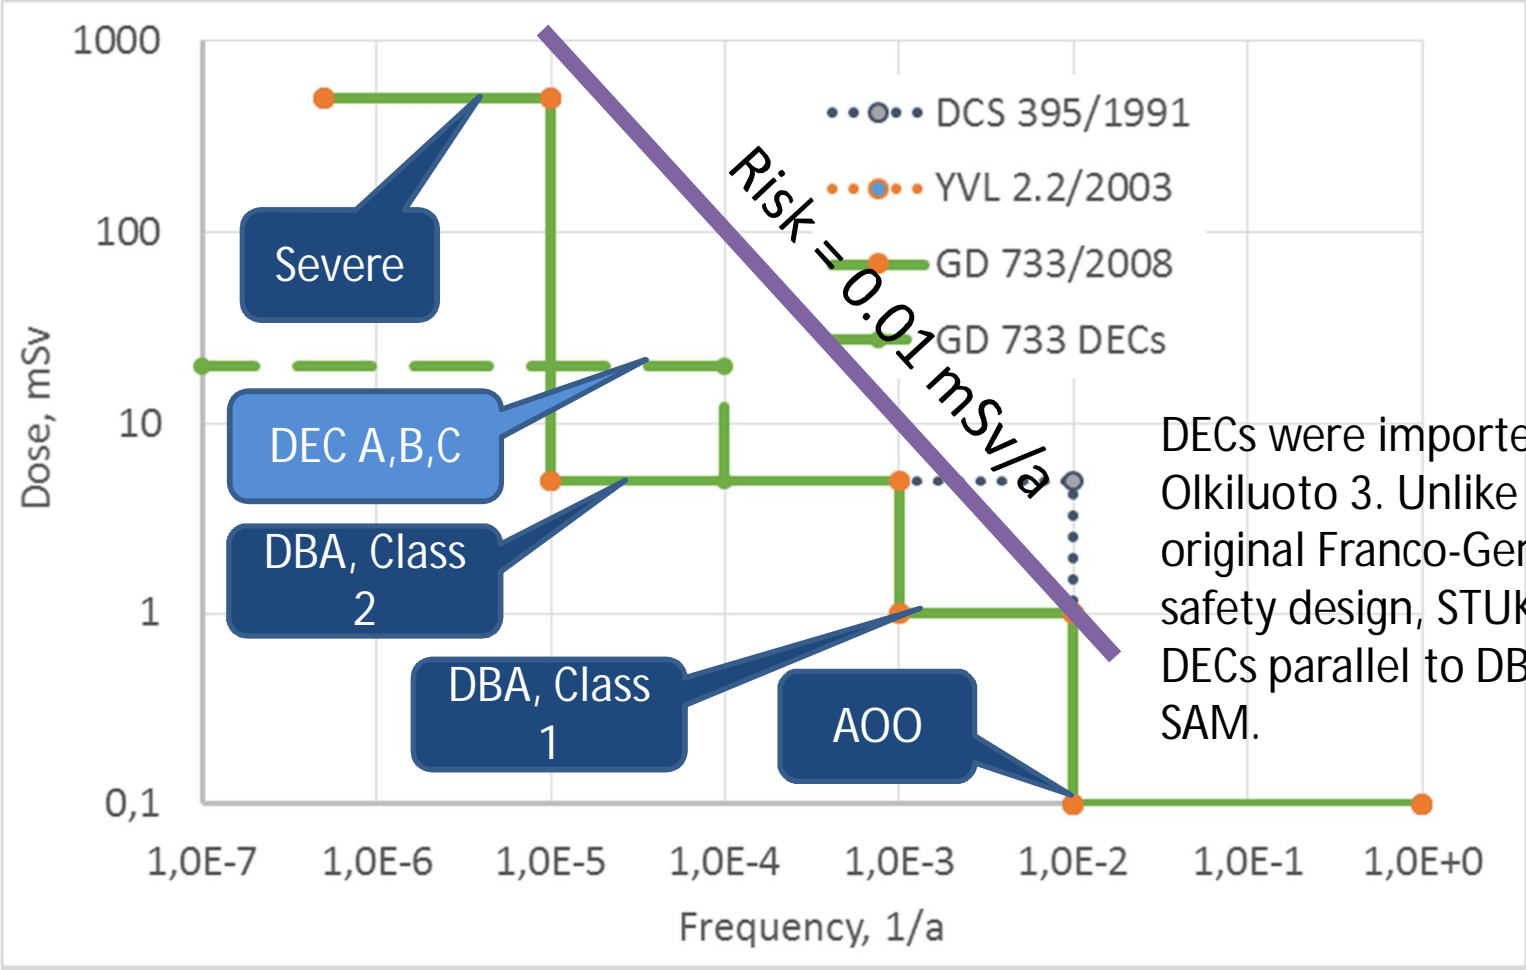 1000
100
10
1
0,1
Dose, mSv
1,0E-7
1,0E-6
1,0E-5
1,0E-4
1,0E-3
1,0E-2
1,0E-1
1,0E+0
Frequency, 1/a
DCS 395/1991
YVL 2.2/2003
GD 733/2008
GD 733 DECs
Risk = 0.01 mSv/a
Severe
DEC A,B,C
DBA, Class
2
DBA, Class
1
AOO
DECs were importe
Olkiluoto 3. Unlike
original Franco-Ger
safety design, STUK
DECs parallel to DB
SAM.